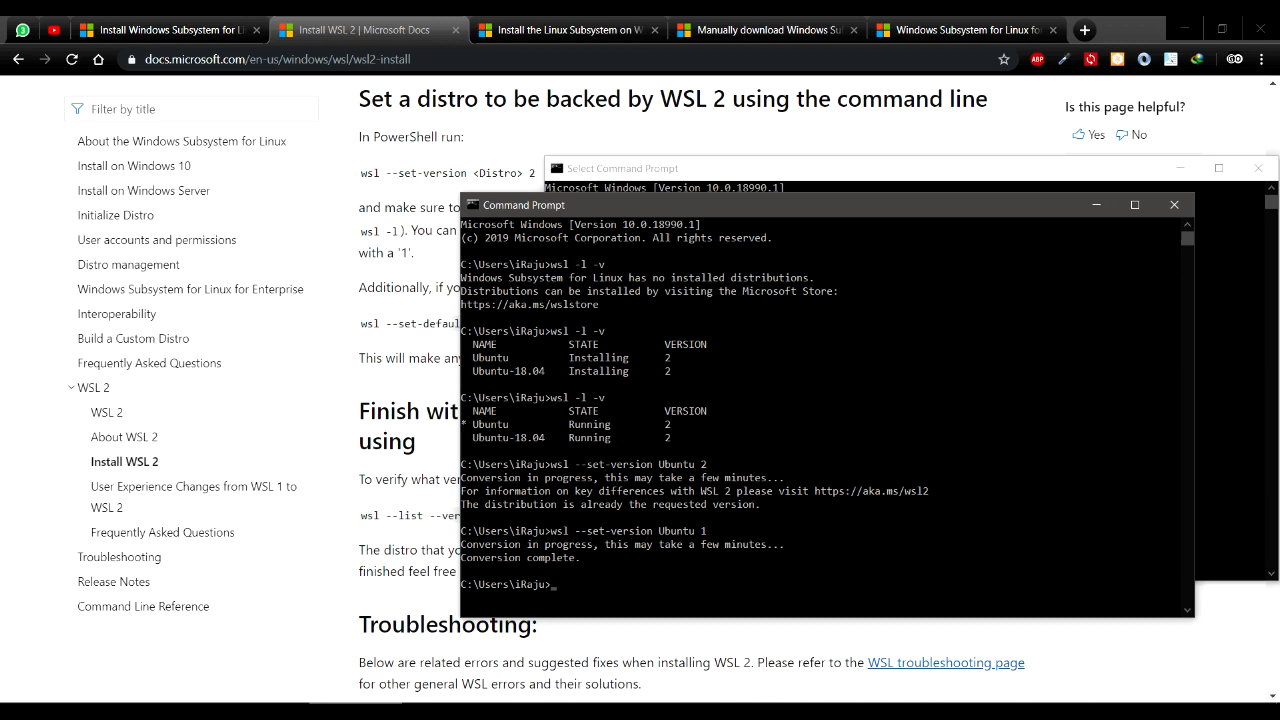 3
Install Windows Subsystem for Li
Install WSL 2 | Microsoft Docs
Install the Linux Subsystem on W
Manually download Windows Sub
Windows Subsystem for Linux fo
docs.microsoft.com/en-us/windows/wsl/wsl2-install
ABP
Filter by title
About the Windows Subsystem for Linux
Install on Windows 10
Install on Windows Server
Initialize Distro
User accounts and permissions
Distro management
Windows Subsystem for Linux for Enterprise
Interoperability
Build a Custom Distro
Frequently Asked Questions
WSL 2
WSL 2
About WSL 2
Install WSL 2
User Experience Changes from WSL 1 to
WSL 2
Frequently Asked Questions
Troubleshooting
Release Notes
Command Line Reference
Set a distro to be backed by WSL 2 using the command line
In PowerShell run:
wsl --set-version <Distro> 2
and make sure to
wsl -l). You can
with a '1'.
Additionally, if yo
wsl --set-defau
This will make any
Finish wit
using
To verify what ver
wsl --list --ver
The distro that yo
finished feel free
Troubleshooting:
Below are related errors and suggested fixes when installing WSL 2. Please refer to the WSL troubleshooting page
for other general WSL errors and their solutions.
Is this page helpful?
Yes
No
Select Command Prompt
Microsoft Windows [Version 10.0.18990.1]
Command Prompt
Microsoft Windows [Version 10.0.18990.1]
(c) 2019 Microsoft Corporation. All rights reserved.
C:\Users\iRaju>wsl -l -v
Windows Subsystem for Linux has no installed distributions.
Distributions can be installed by visiting the Microsoft Store:
https://aka.ms/wslstore
C:\Users\iRaju>wsl -l -v
NAME STATE VERSION
Ubuntu Installing 2
Ubuntu-18.04 Installing 2
C:\Users\iRaju>wsl -l -v
NAME STATE VERSION
* Ubuntu Running 2
Ubuntu-18.04 Running 2
C:\Users\iRaju>wsl --set-version Ubuntu 2
Conversion in progress, this may take a few minutes...
For information on key differences with WSL 2 please visit https://aka.ms/wsl2
The distribution is already the requested version.
C:\Users\iRaju>wsl --set-version Ubuntu 1
Conversion in progress, this may take a few minutes...
Conversion complete.
C:\Users\iRaju>_